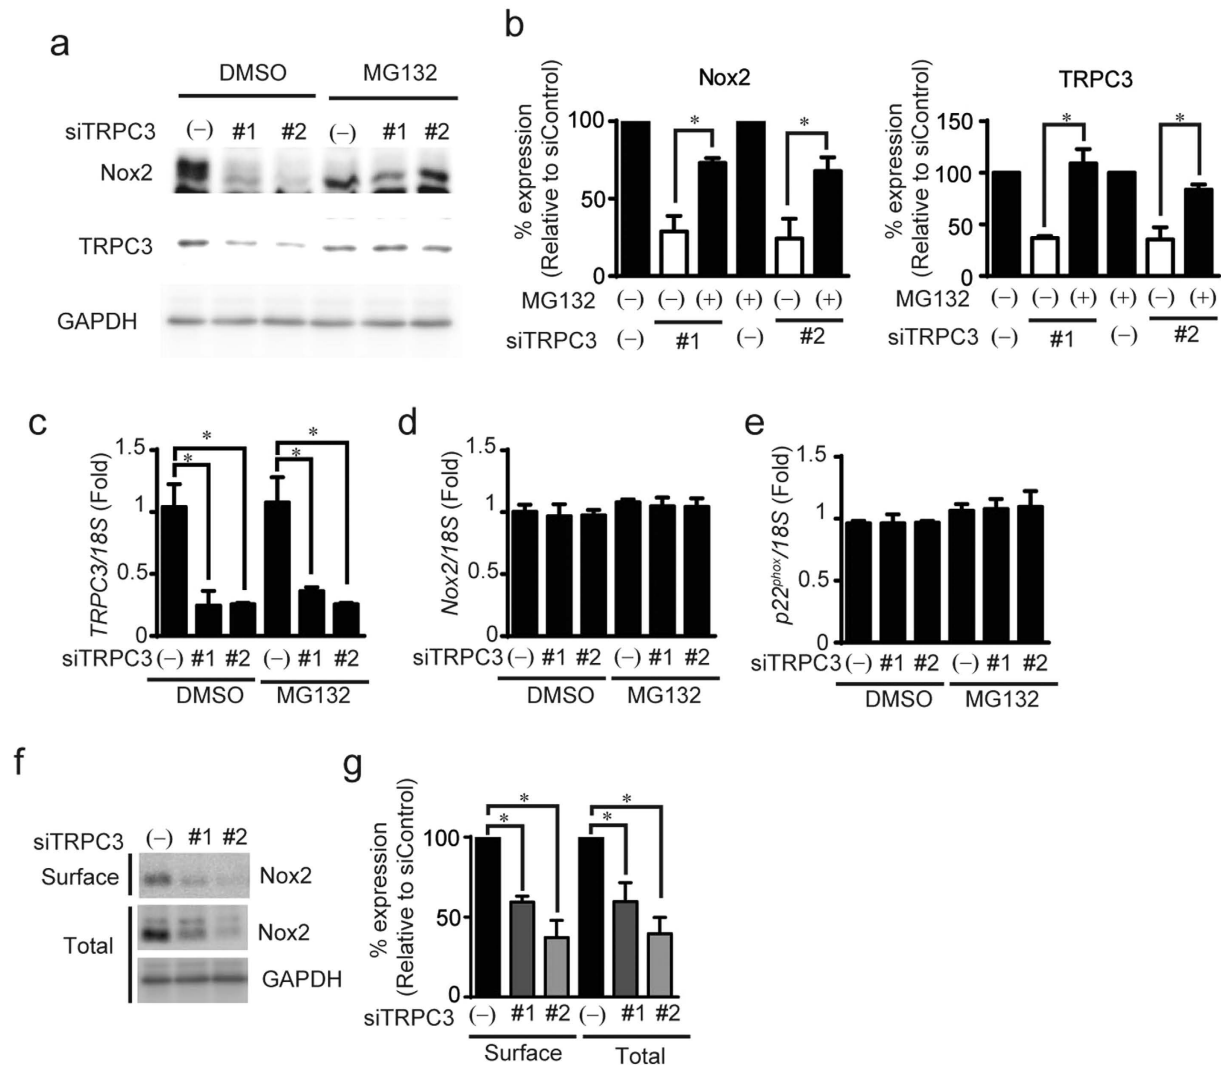 a
DMSO MG132
siTRPC3 (–) #1 #2 (–) #1 #2
Nox2
TRPC3
GAPDH
b
Nox2
% expression
(Relative to siControl)
100
50
0
* *
MG132 (–) (–) (+) (+) (–) (+)
siTRPC3 (–) #1 (–) #2
TRPC3
% expression
(Relative to siControl)
150
100
50
0
* *
MG132 (–) (–) (+) (+) (–) (+)
siTRPC3 (–) #1 (–) #2
c
TRPC3/18S (Fold)
1.5
1
0.5
0
* * * *
siTRPC3 (–) #1 #2 (–) #1 #2
DMSO MG132
d
Nox2/18S (Fold)
1.5
1
0.5
0
siTRPC3 (–) #1 #2 (–) #1 #2
DMSO MG132
e
p22phox/18S (Fold)
1.5
1
0.5
0
siTRPC3 (–) #1 #2 (–) #1 #2
DMSO MG132
f
siTRPC3 (–) #1 #2
Surface Nox2
Total Nox2
GAPDH
g
% expression
(Relative to siControl)
100
50
0
* * * *
siTRPC3 (–) #1 #2 (–) #1 #2
Surface Total